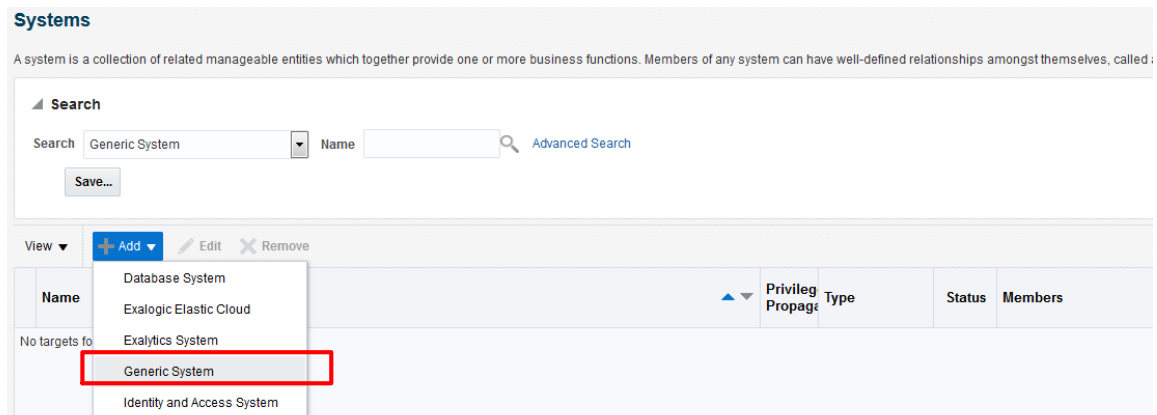 Systems
A system is a collection of related manageable entities which together provide one or more business functions. Members of any system can have well-defined relationships amongst themselves, called
Search
Search Generic System Name Advanced Search
Save...
View Add Edit Remove
Database System
Name Privileg Type Status Members
Propaga
Exalogic Elastic Cloud
No targets fo Exalytics System
Generic System
Identity and Access System